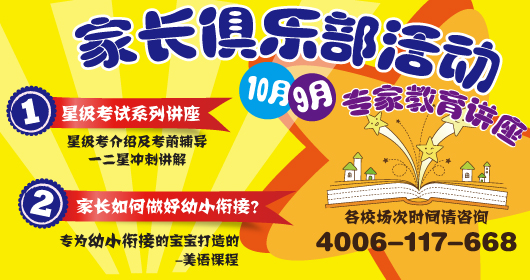 家长俱乐部活动
10月
9月
专家教育讲座
1
星级考试系列讲座
星级考介绍及考前辅导
一二星冲刺讲解
2
家长如何做好幼小衔接？
专为幼小衔接的宝宝打造的
–美语课程
各校场次时间请咨询
4006–117–668